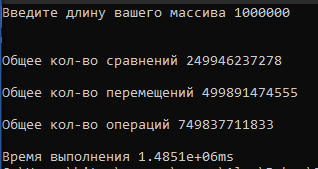 Введите длину вашего массива 1000000
Общее кол-во сравнений 249946237278
Общее кол-во перемещений 499891474555
Общее кол-во операций 749837711833
Время выполнения 1.4851e+06ms